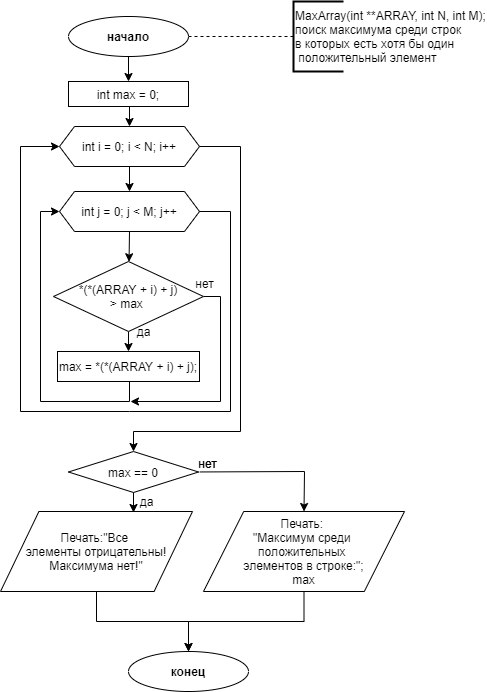 начало
MaxArray(int **ARRAY, int N, int M);
поиск максимума среди строк
в которых есть хотя бы один
положительный элемент
int max = 0;
int i = 0; i < N; i++
int j = 0; j < M; j++
*(*(ARRAY + i) + j)
> max
нет
да
max = *(*(ARRAY + i) + j);
max == 0
нет
да
Печать:"Все
элементы отрицательны!
Максимума нет!"
Печать:
"Максимум среди
положительных
элементов в строке:";
max
конец